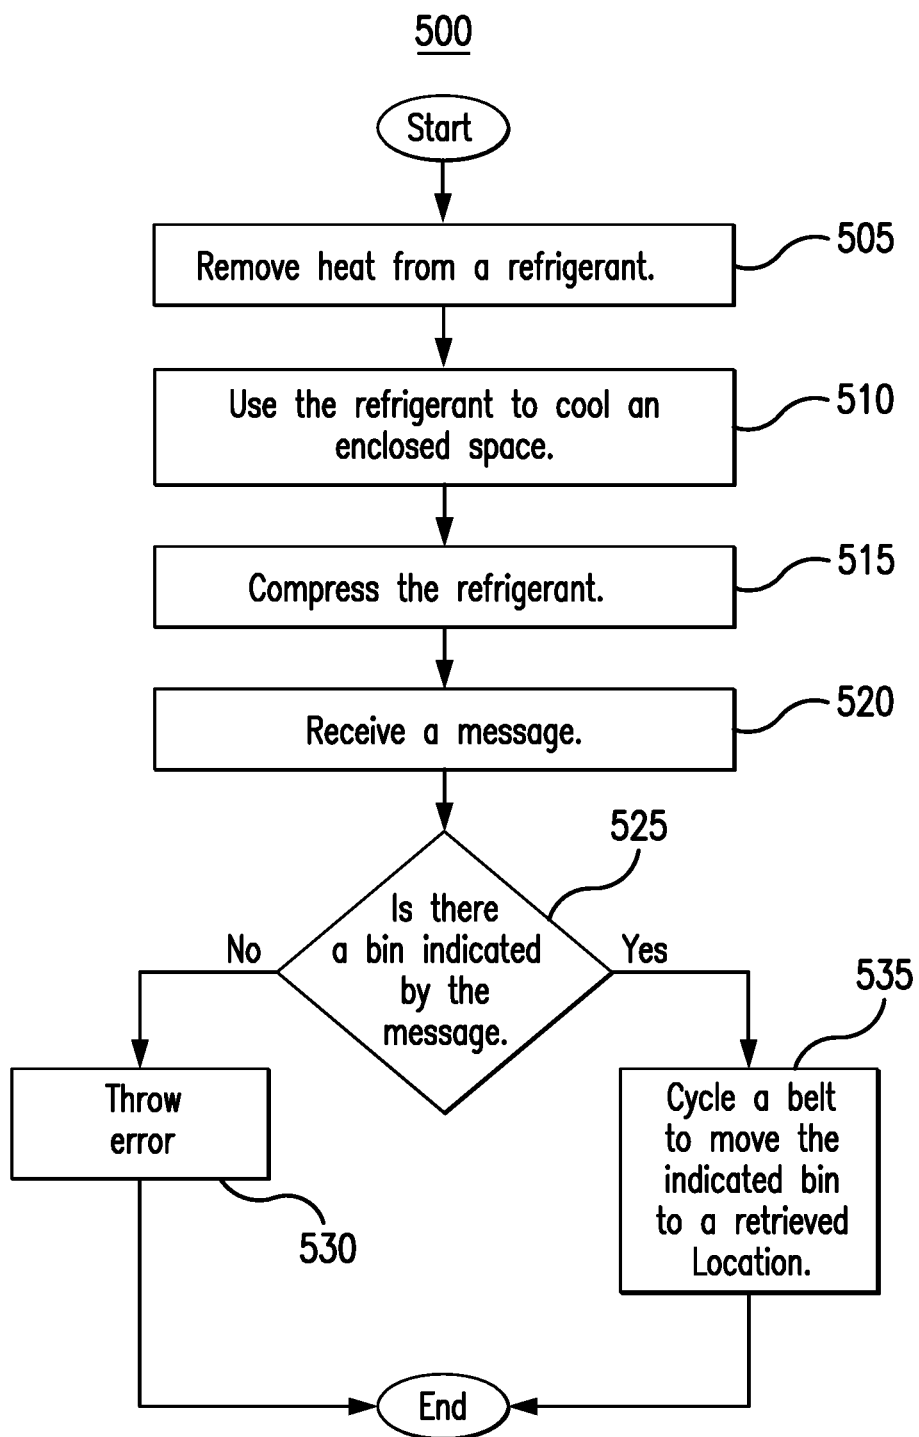 500
Start
Remove heat from a refrigerant.
505
Use the refrigerant to cool an
enclosed space.
510
Compress the refrigerant.
515
Receive a message.
520
525
Is there
a bin indicated
by the
message.
No
Yes
535
Throw
error
530
Cycle a belt
to move the
indicated bin
to a retrieved
Location.
End